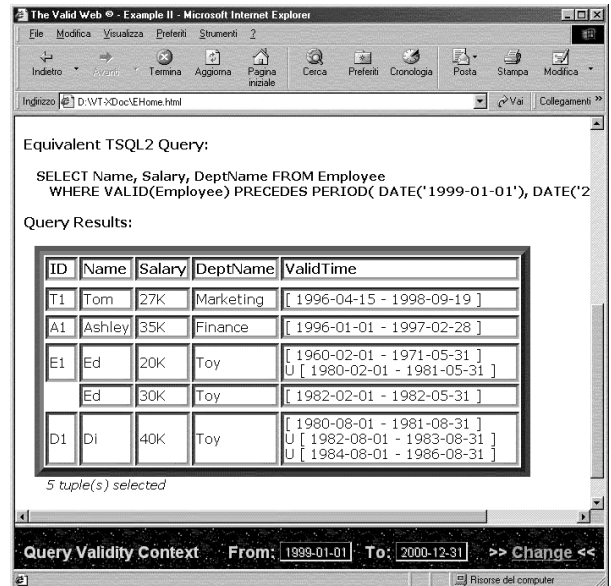 The Valid Web © - Example II - Microsoft Internet Explorer
File Modifica Visualizza Preferiti Strumenti ?
Indietro Avanti Termina Aggiorna Pagina iniziale Cerca Preferiti Cronologia Posta Stampa Modifica
Indirizzo D:\VT-XDoc\EHome.html Vai Collegamenti »
Equivalent TSQL2 Query:
SELECT Name, Salary, DeptName FROM Employee
WHERE VALID(Employee) PRECEDES PERIOD( DATE('1999-01-01'), DATE('2
Query Results:
ID Name Salary DeptName ValidTime
T1 Tom 27K Marketing [ 1996-04-15 - 1998-09-19 ]
A1 Ashley 35K Finance [ 1996-01-01 - 1997-02-28 ]
E1 Ed 20K Toy [ 1960-02-01 - 1971-05-31 ]
U [ 1980-02-01 - 1981-05-31 ]
Ed 30K Toy [ 1982-02-01 - 1982-05-31 ]
D1 Di 40K Toy [ 1980-08-01 - 1981-08-31 ]
U [ 1982-08-01 - 1983-08-31 ]
U [ 1984-08-01 - 1986-08-31 ]
5 tuple(s) selected
Query Validity Context From: 1999-01-01 To: 2000-12-31 >> Change <<
Risorse del computer